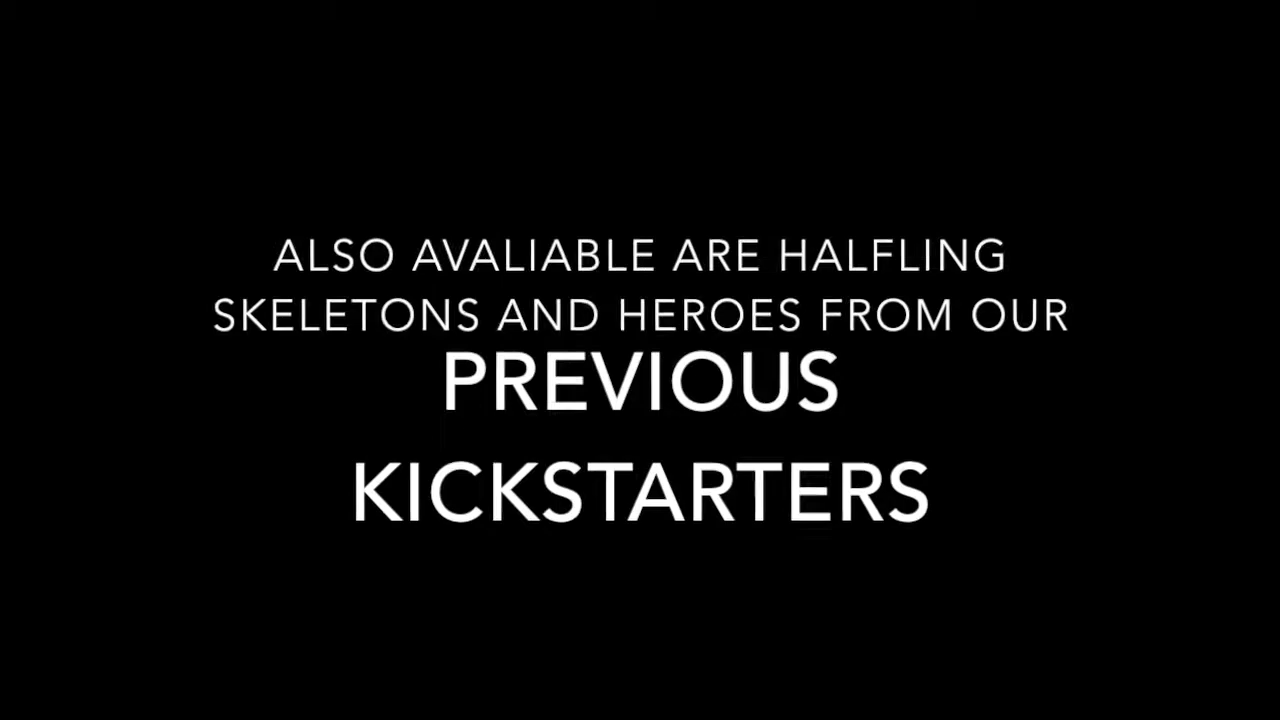 ALSO AVALIABLE ARE HALFLING
SKELETONS AND HEROES FROM OUR
PREVIOUS
KICKSTARTERS